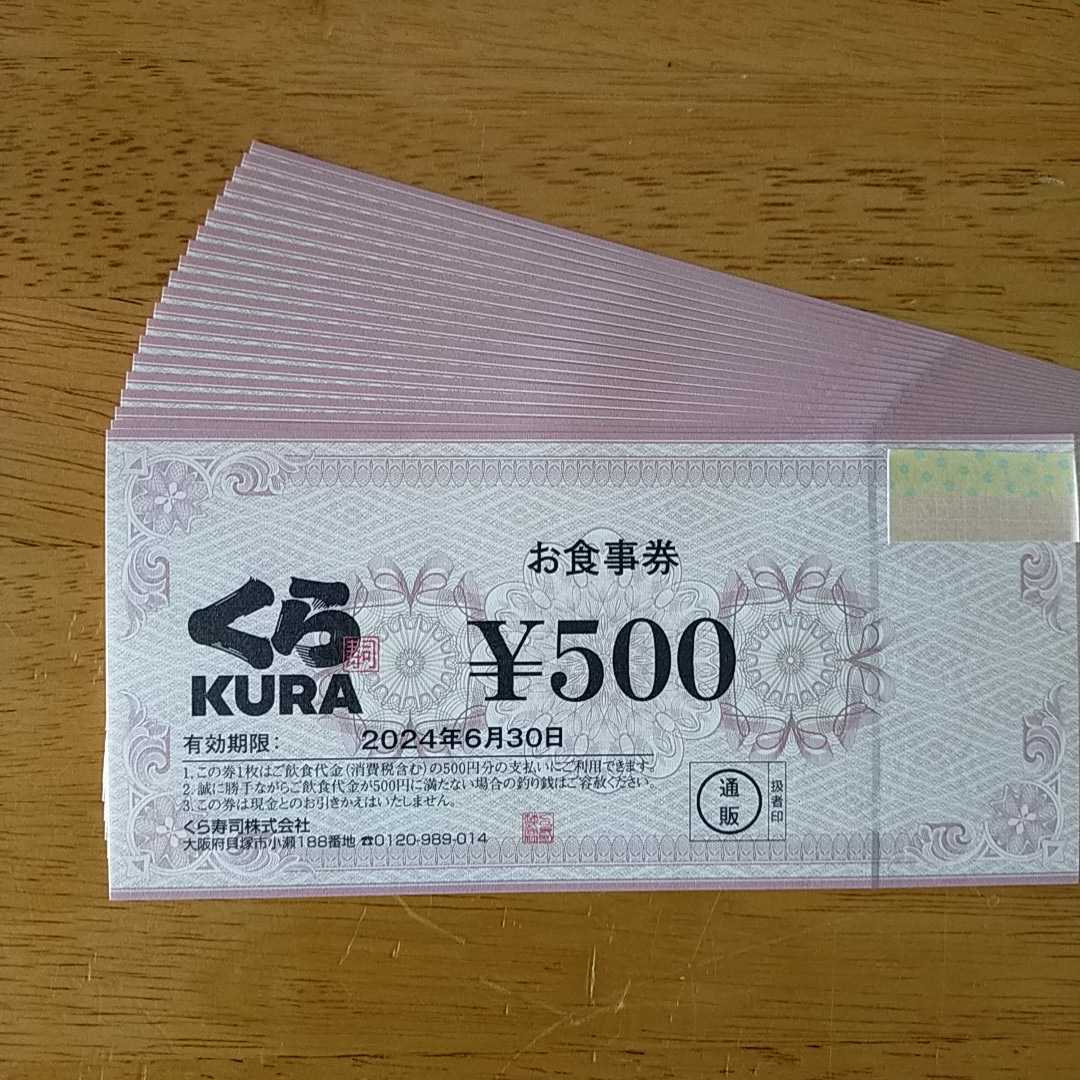 お食事券
くら
寿司
KURA
¥500
有効期限: 2024年6月30日
1.この券1枚はご飲食代金(消費税含む)の500円分の支払いにご利用できます。
2.誠に勝手ながらご飲食代金が500円に満たない場合の釣り銭はご容赦ください。
3.この券は現金とのお引きかえはいたしません。
くら寿司株式会社
大阪府貝塚市小瀬188番地 ☎0120-989-014
通販
扱者印